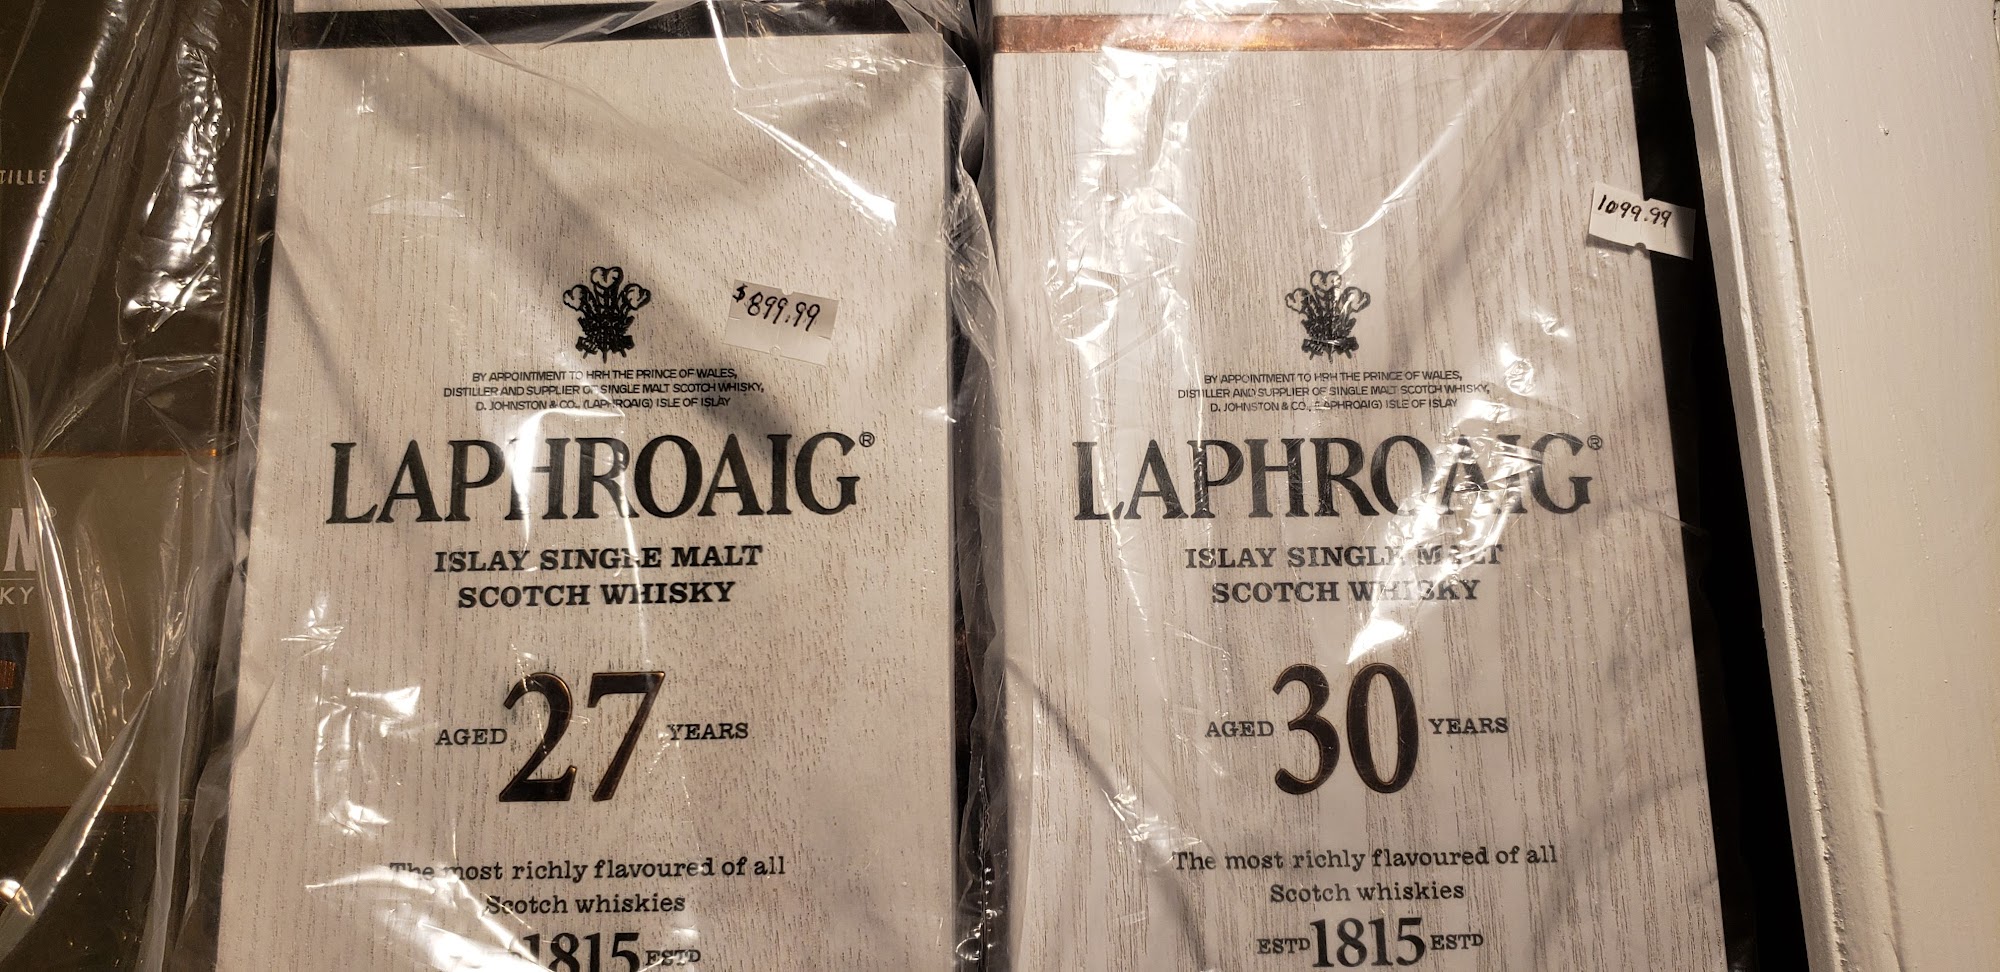 TILLE
N
KY
$899.99
BY APPOINTMENT TO HRH THE PRINCE OF WALES,
DISTILLER AND SUPPLIER OF SINGLE MALT SCOTCH WHISKY,
D. JOHNSTON & CO., (LAPHROAIG) ISLE OF ISLAY
LAPHROAIG®
ISLAY SINGLE MALT
SCOTCH WHISKY
AGED 27 YEARS
The most richly flavoured of all
Scotch whiskies
1815 ESTD
1099.99
BY APPOINTMENT TO HRH THE PRINCE OF WALES,
DISTILLER AND SUPPLIER OF SINGLE MALT SCOTCH WHISKY,
D. JOHNSTON & CO., (LAPHROAIG) ISLE OF ISLAY
LAPHROAIG®
ISLAY SINGLE MALT
SCOTCH WHISKY
AGED 30 YEARS
The most richly flavoured of all
Scotch whiskies
ESTD 1815 ESTD